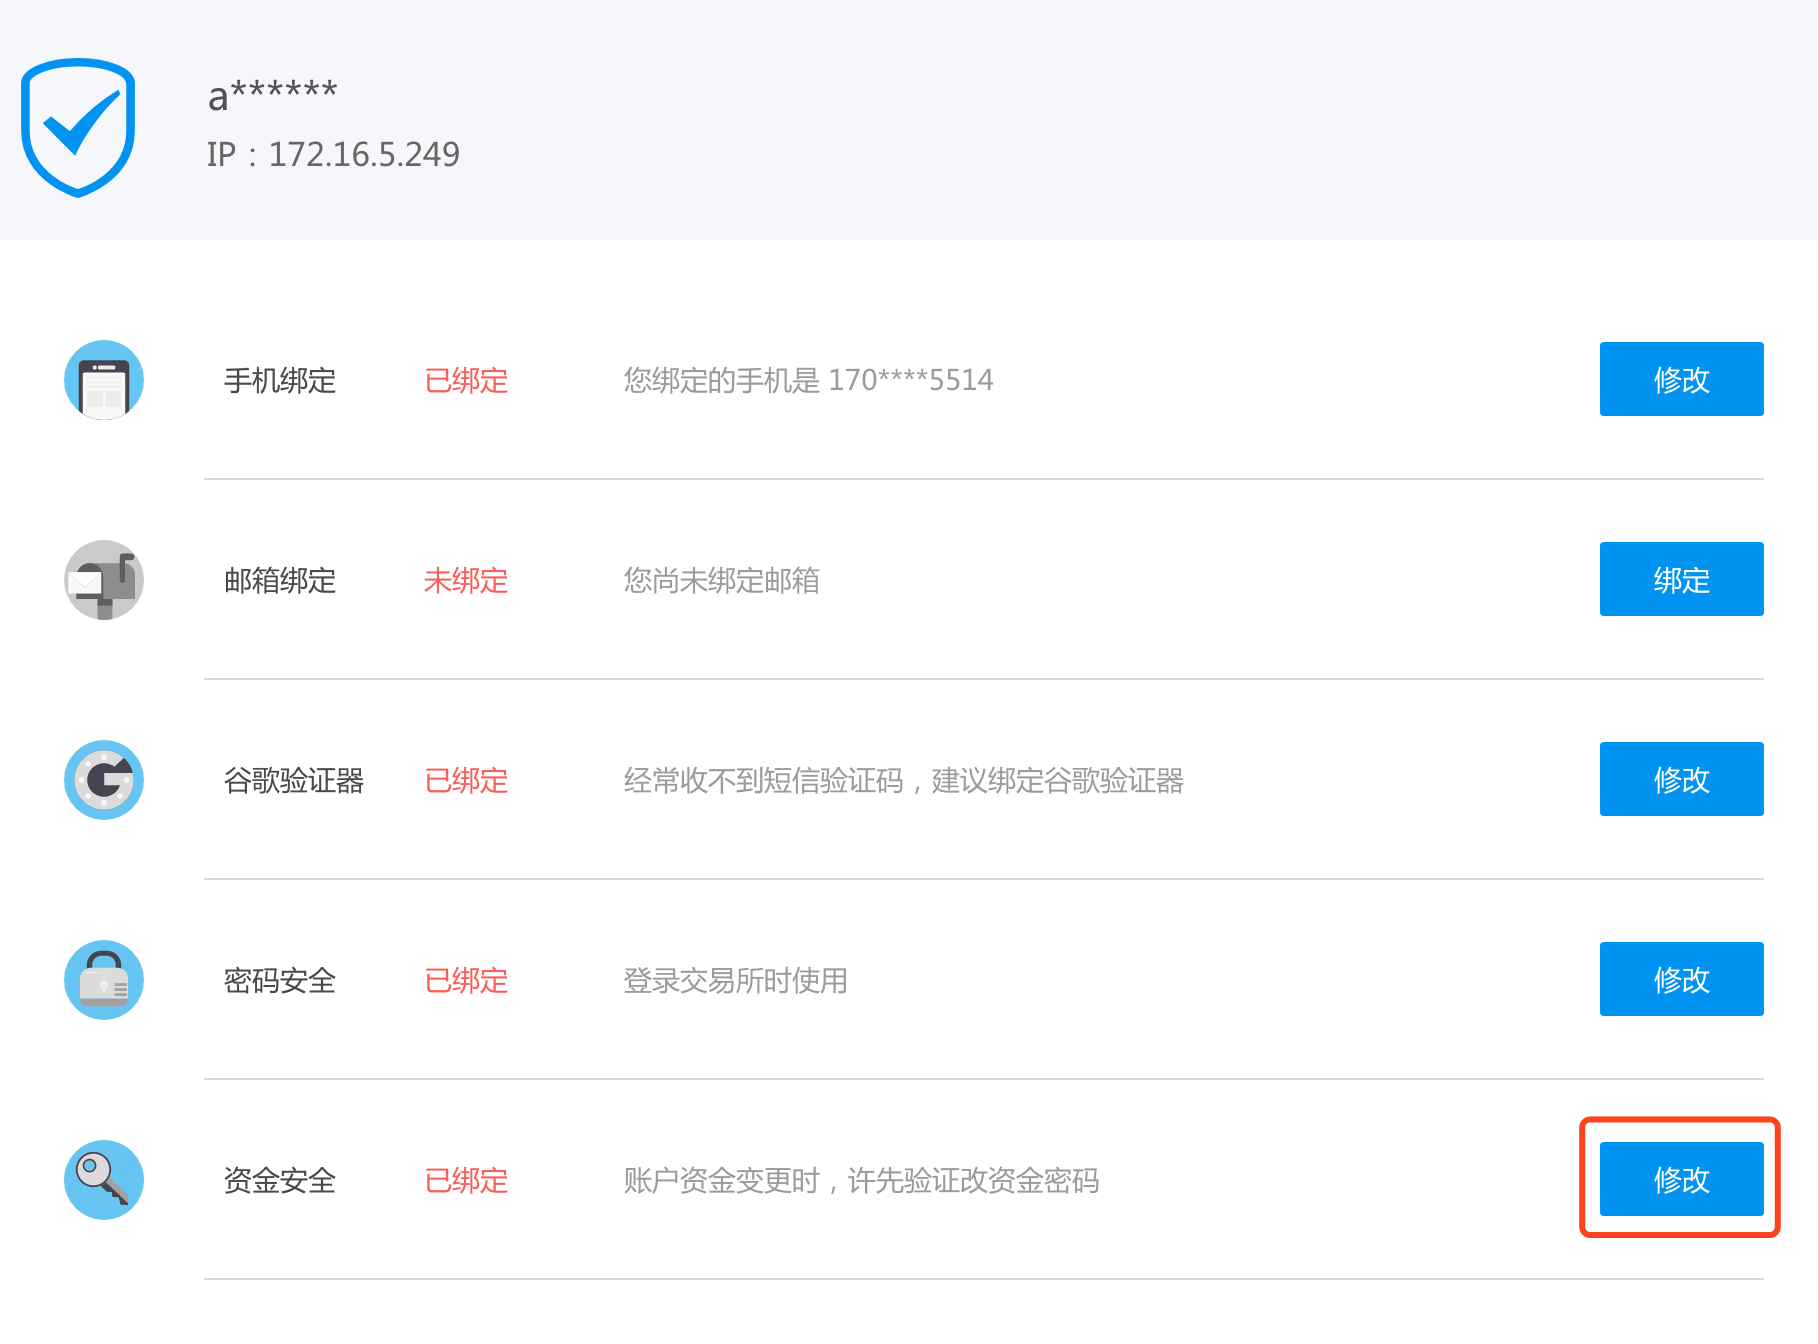 a******
IP：172.16.5.249
手机绑定 已绑定 您绑定的手机是 170****5514 修改
邮箱绑定 未绑定 您尚未绑定邮箱 绑定
谷歌验证器 已绑定 经常收不到短信验证码，建议绑定谷歌验证器 修改
密码安全 已绑定 登录交易所时使用 修改
资金安全 已绑定 账户资金变更时，许先验证改资金密码 修改